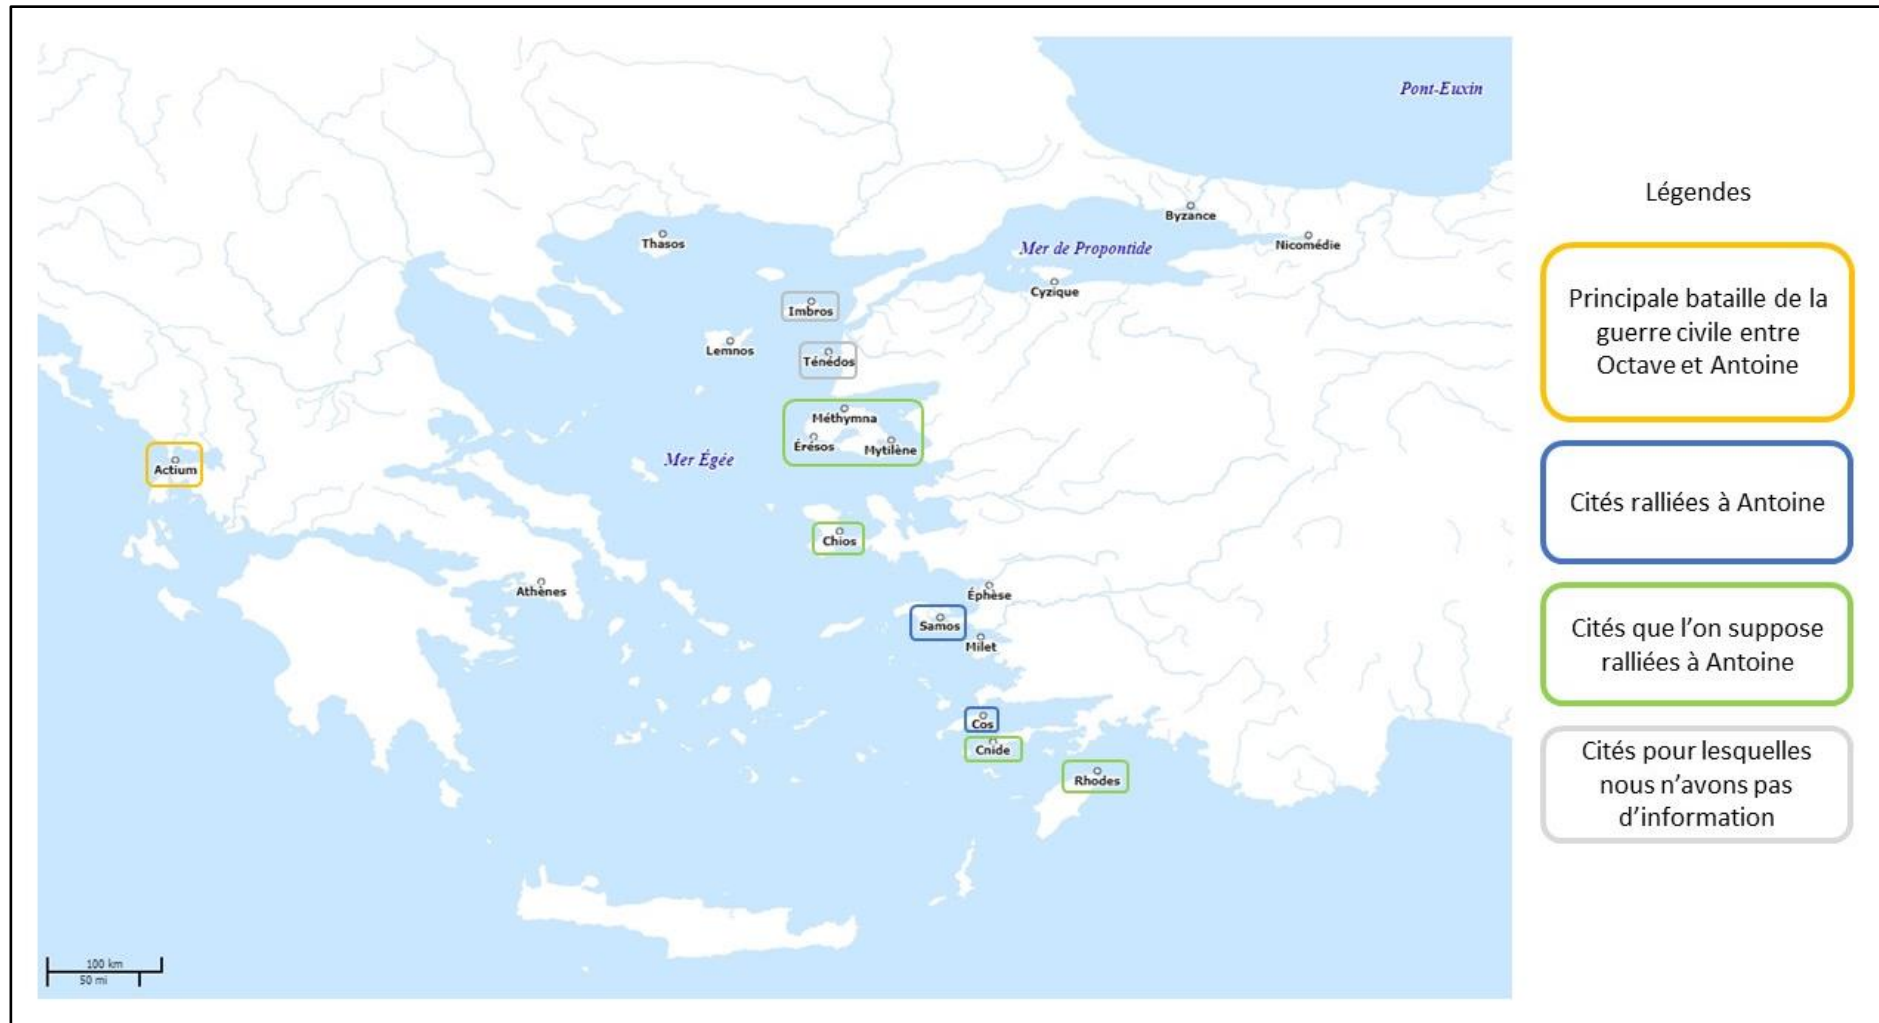 Pont-Euxin
Byzance
Thasos
Mer de Propontide
Nicomédie
Cyzique
Imbros
Lemnos
Ténédos
Méthymna
Érésos
Mytilène
Mer Égée
Actium
Chios
Athènes
Éphèse
Samos
Milet
Cos
Cnide
Rhodes
100 km
50 mi
Légendes
Principale bataille de la
guerre civile entre
Octave et Antoine
Cités ralliées à Antoine
Cités que l’on suppose
ralliées à Antoine
Cités pour lesquelles
nous n’avons pas
d’information